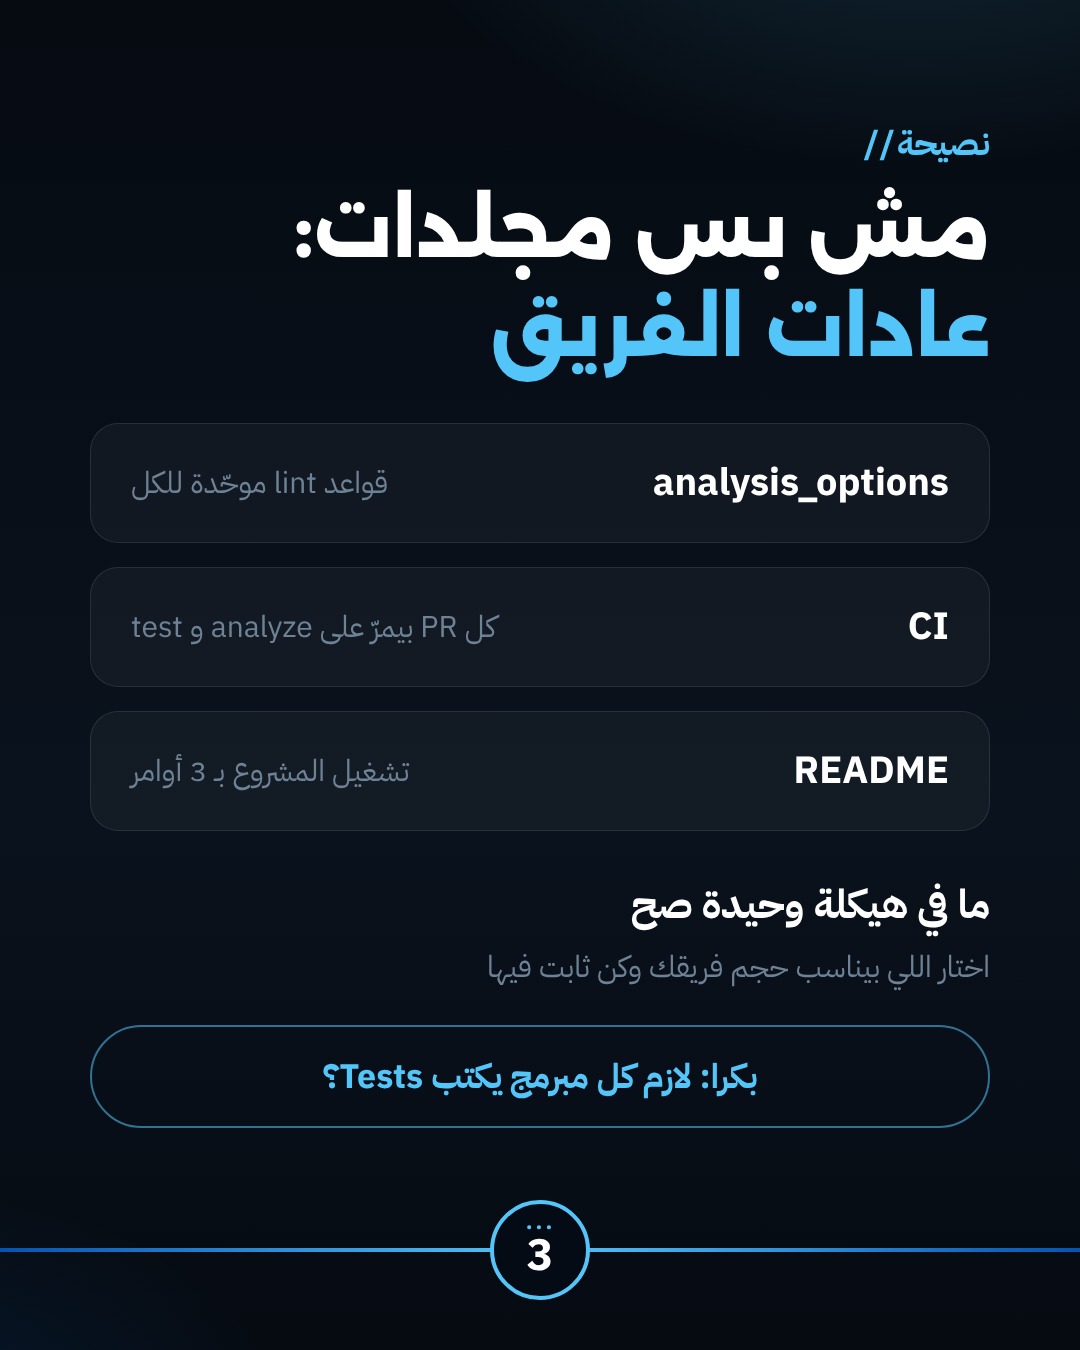 نصيحة //
مش بس مجلدات:
عادات الفريق
analysis_options
قواعد lint موحّدة للكل
CI
كل PR بيمرّ على analyze و test
README
تشغيل المشروع بـ 3 أوامر
ما في هيكلة وحيدة صح
اختار اللي بيناسب حجم فريقك وكن ثابت فيها
بكرا: لازم كل مبرمج يكتب Tests؟
...
3